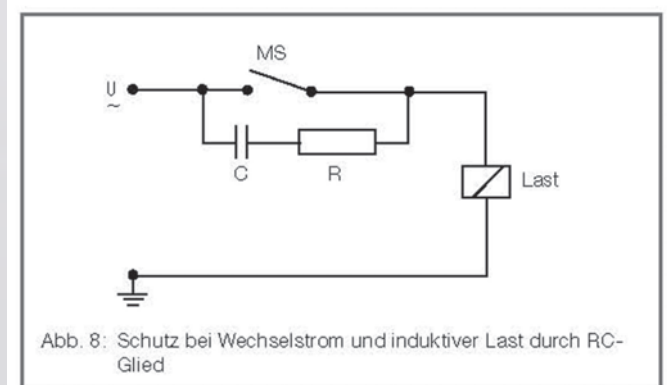 MS
U
~
C
R
Last
Abb. 8: Schutz bei Wechselstrom und induktiver Last durch RC-
Glied